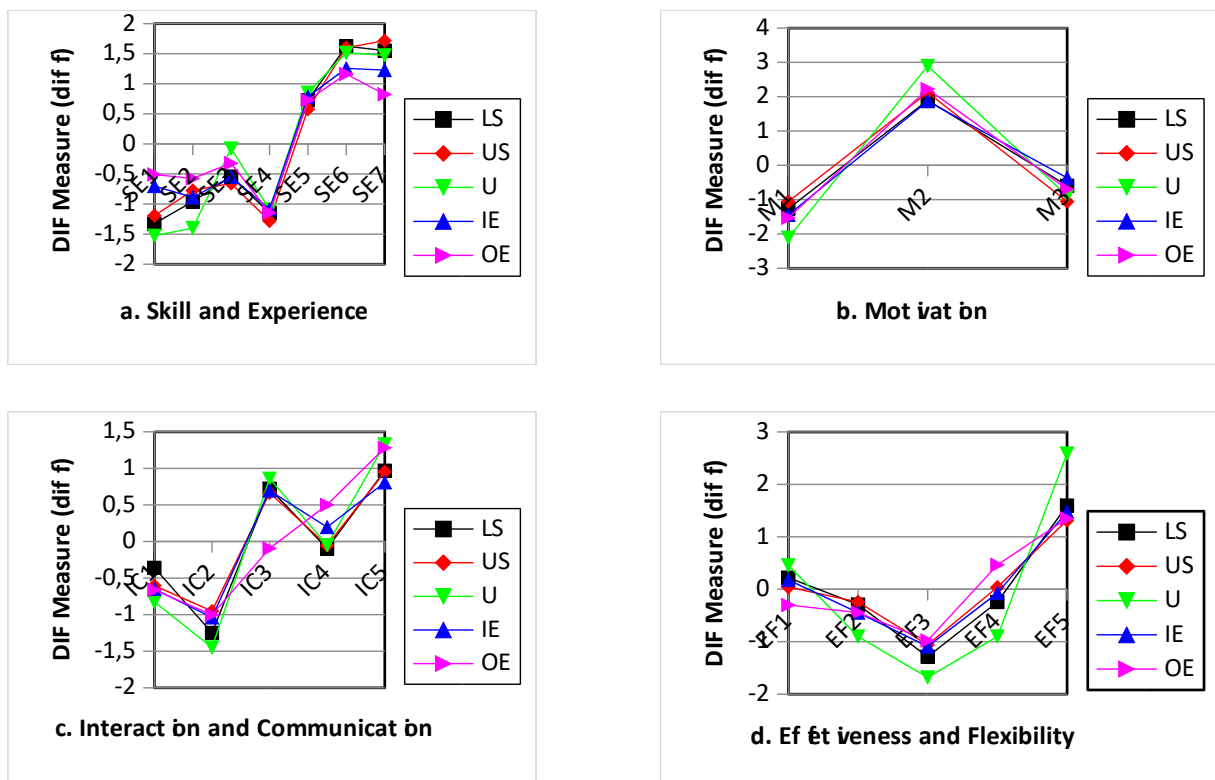 DIF Measure (dif f)
2
1,5
1
0,5
0
-0,5
-1
-1,5
-2
SE1
SE2
SE3
SE4
SE5
SE6
SE7
LS
US
U
IE
OE
a. Skill and Experience
DIF Measure (dif f)
4
3
2
1
0
-1
-2
-3
M1
M2
M3
LS
US
U
IE
OE
b. Mot ivat ion
DIF Measure (dif f)
1,5
1
0,5
0
-0,5
-1
-1,5
-2
IC1
IC2
IC3
IC4
IC5
LS
US
U
IE
OE
c. Interact ion and Communicat ion
DIF Measure (dif f)
3
2
1
0
-1
-2
EF1
EF2
EF3
EF4
EF5
LS
US
U
IE
OE
d. Ef fet iveness and Flexibility